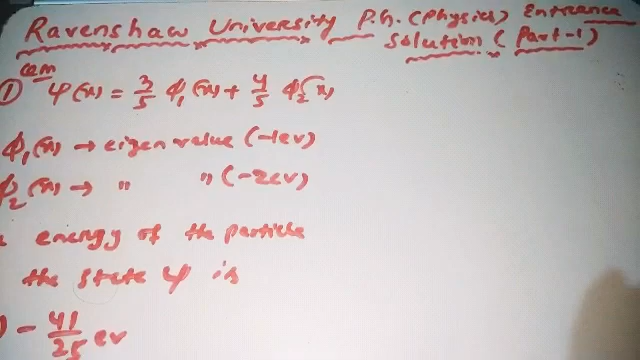 Ravenshaw University P.G. (Physics) Entrance
Solution (Part-1)
QM
① ψ(x) = 3/5 ϕ₁(x) + 4/5 ϕ₂(x)
ϕ₁(x) → eigen value (-1ev)
ϕ₂(x) → " " (-2ev)
energy of the particle
the state ψ is
) - 41/25 ev